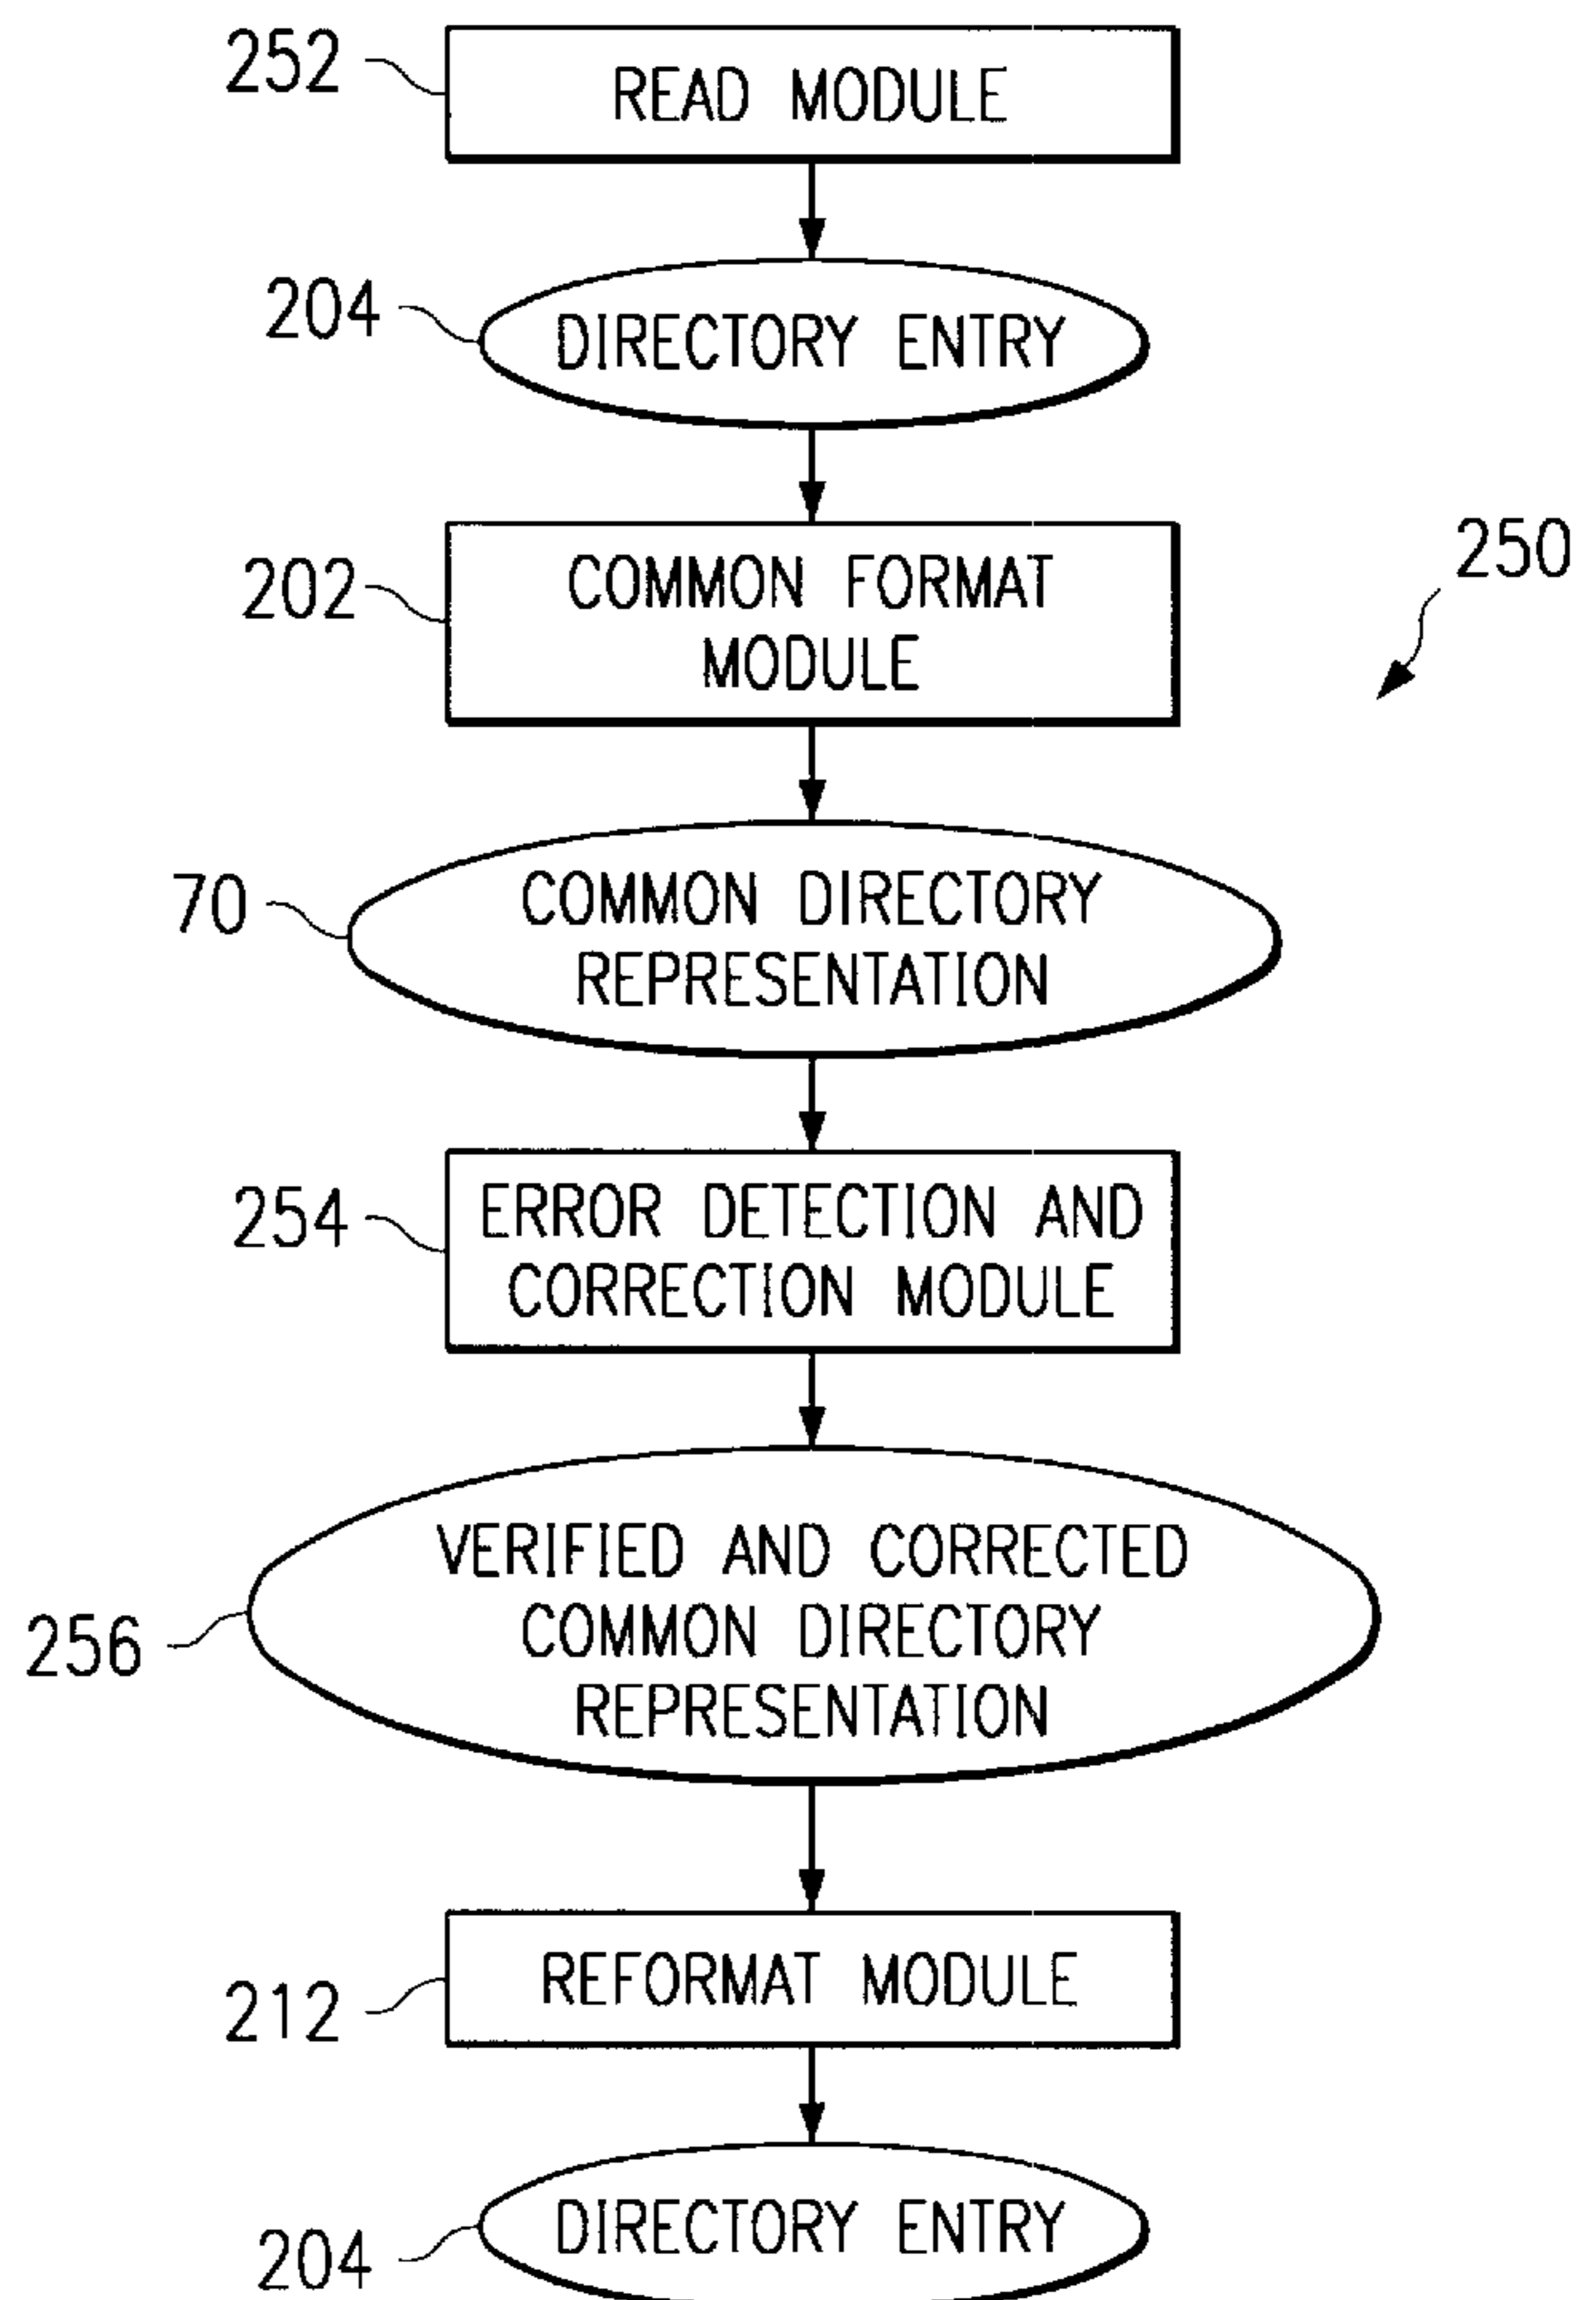 252
READ MODULE
204
DIRECTORY ENTRY
202
COMMON FORMAT
MODULE
250
70
COMMON DIRECTORY
REPRESENTATION
254
ERROR DETECTION AND
CORRECTION MODULE
256
VERIFIED AND CORRECTED
COMMON DIRECTORY
REPRESENTATION
212
REFORMAT MODULE
204
DIRECTORY ENTRY